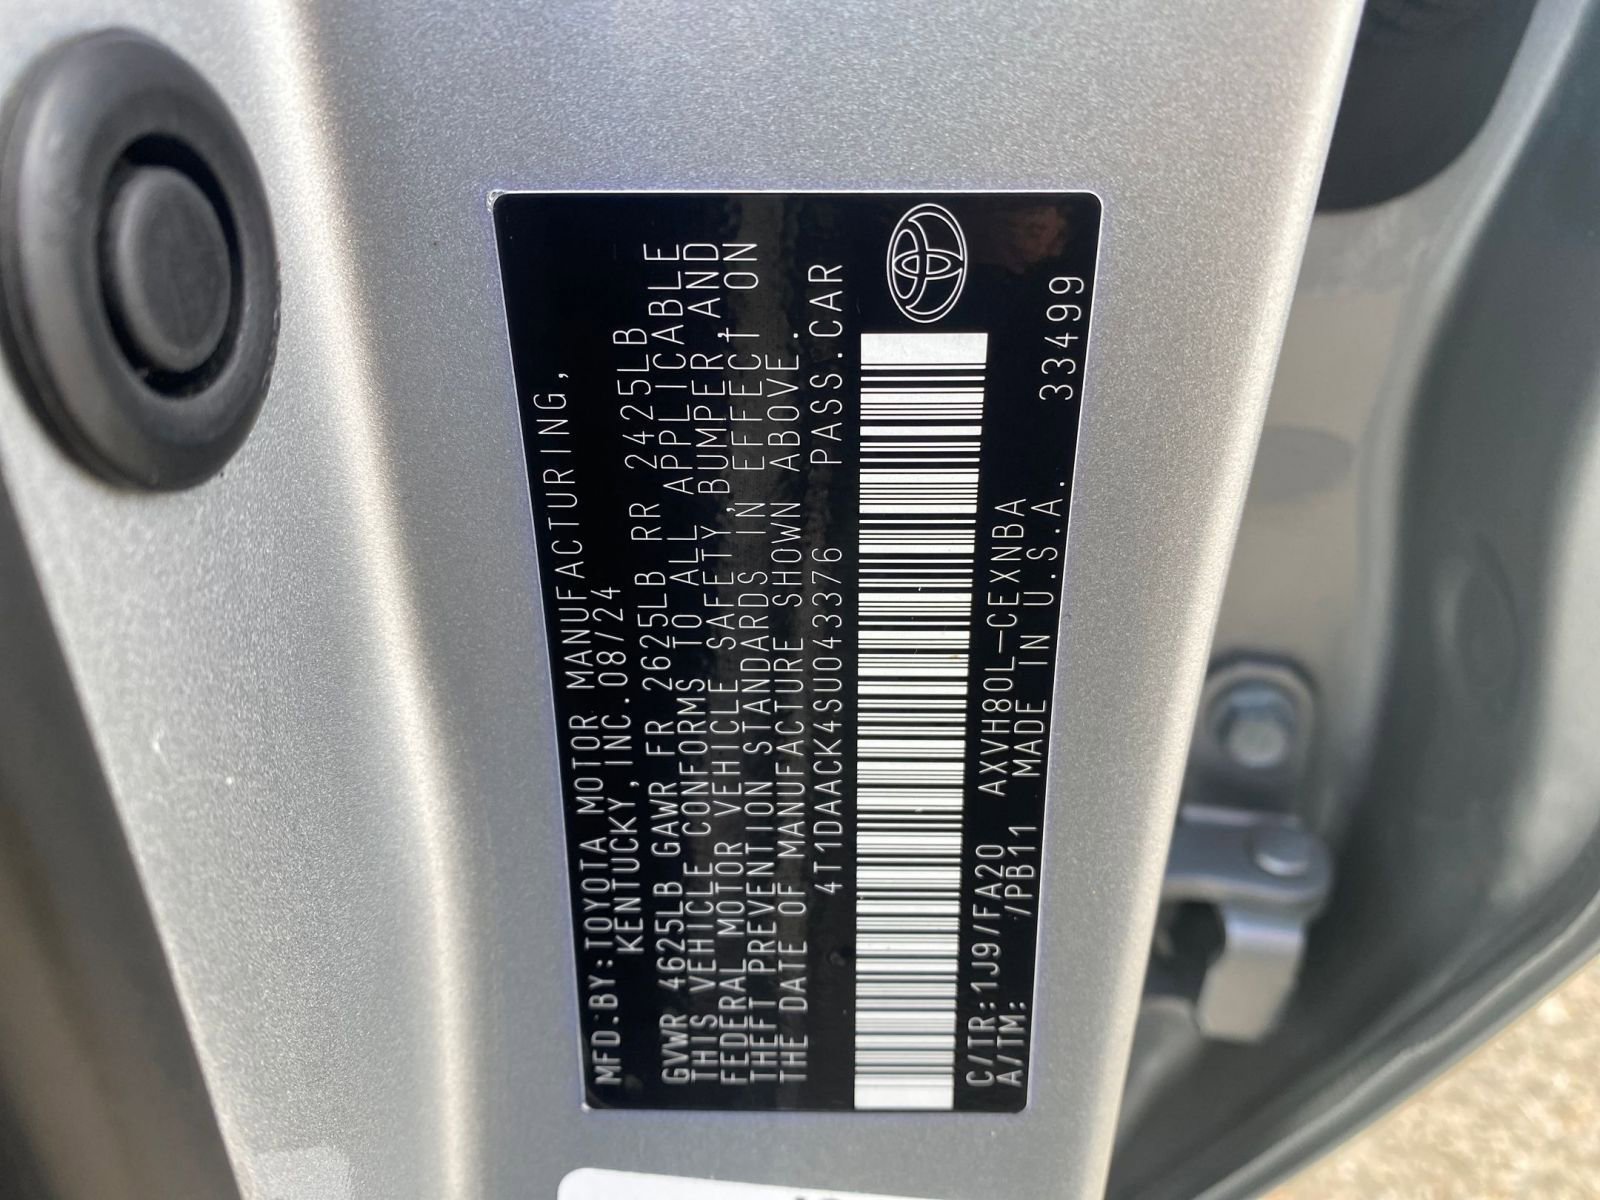 MFD.BY:TOYOTA MOTOR MANUFACTURING,
KENTUCKY,INC.08/24
GVWR 4625LB GAWR FR 2625LB RR 2425LB
THIS VEHICLE CONFORMS TO ALL APPLICABLE
FEDERAL MOTOR VEHICLE SAFETY,BUMPER,AND
THEFT PREVENTION STANDARDS IN EFFECT ON
THE DATE OF MANUFACTURE SHOWN ABOVE.
4T1DAACK4SU043376 PASS.CAR
C/TR:1J9/FA20 AXVH80L-CEXNBA 33499
A/TM: /PB11 MADE IN U.S.A.